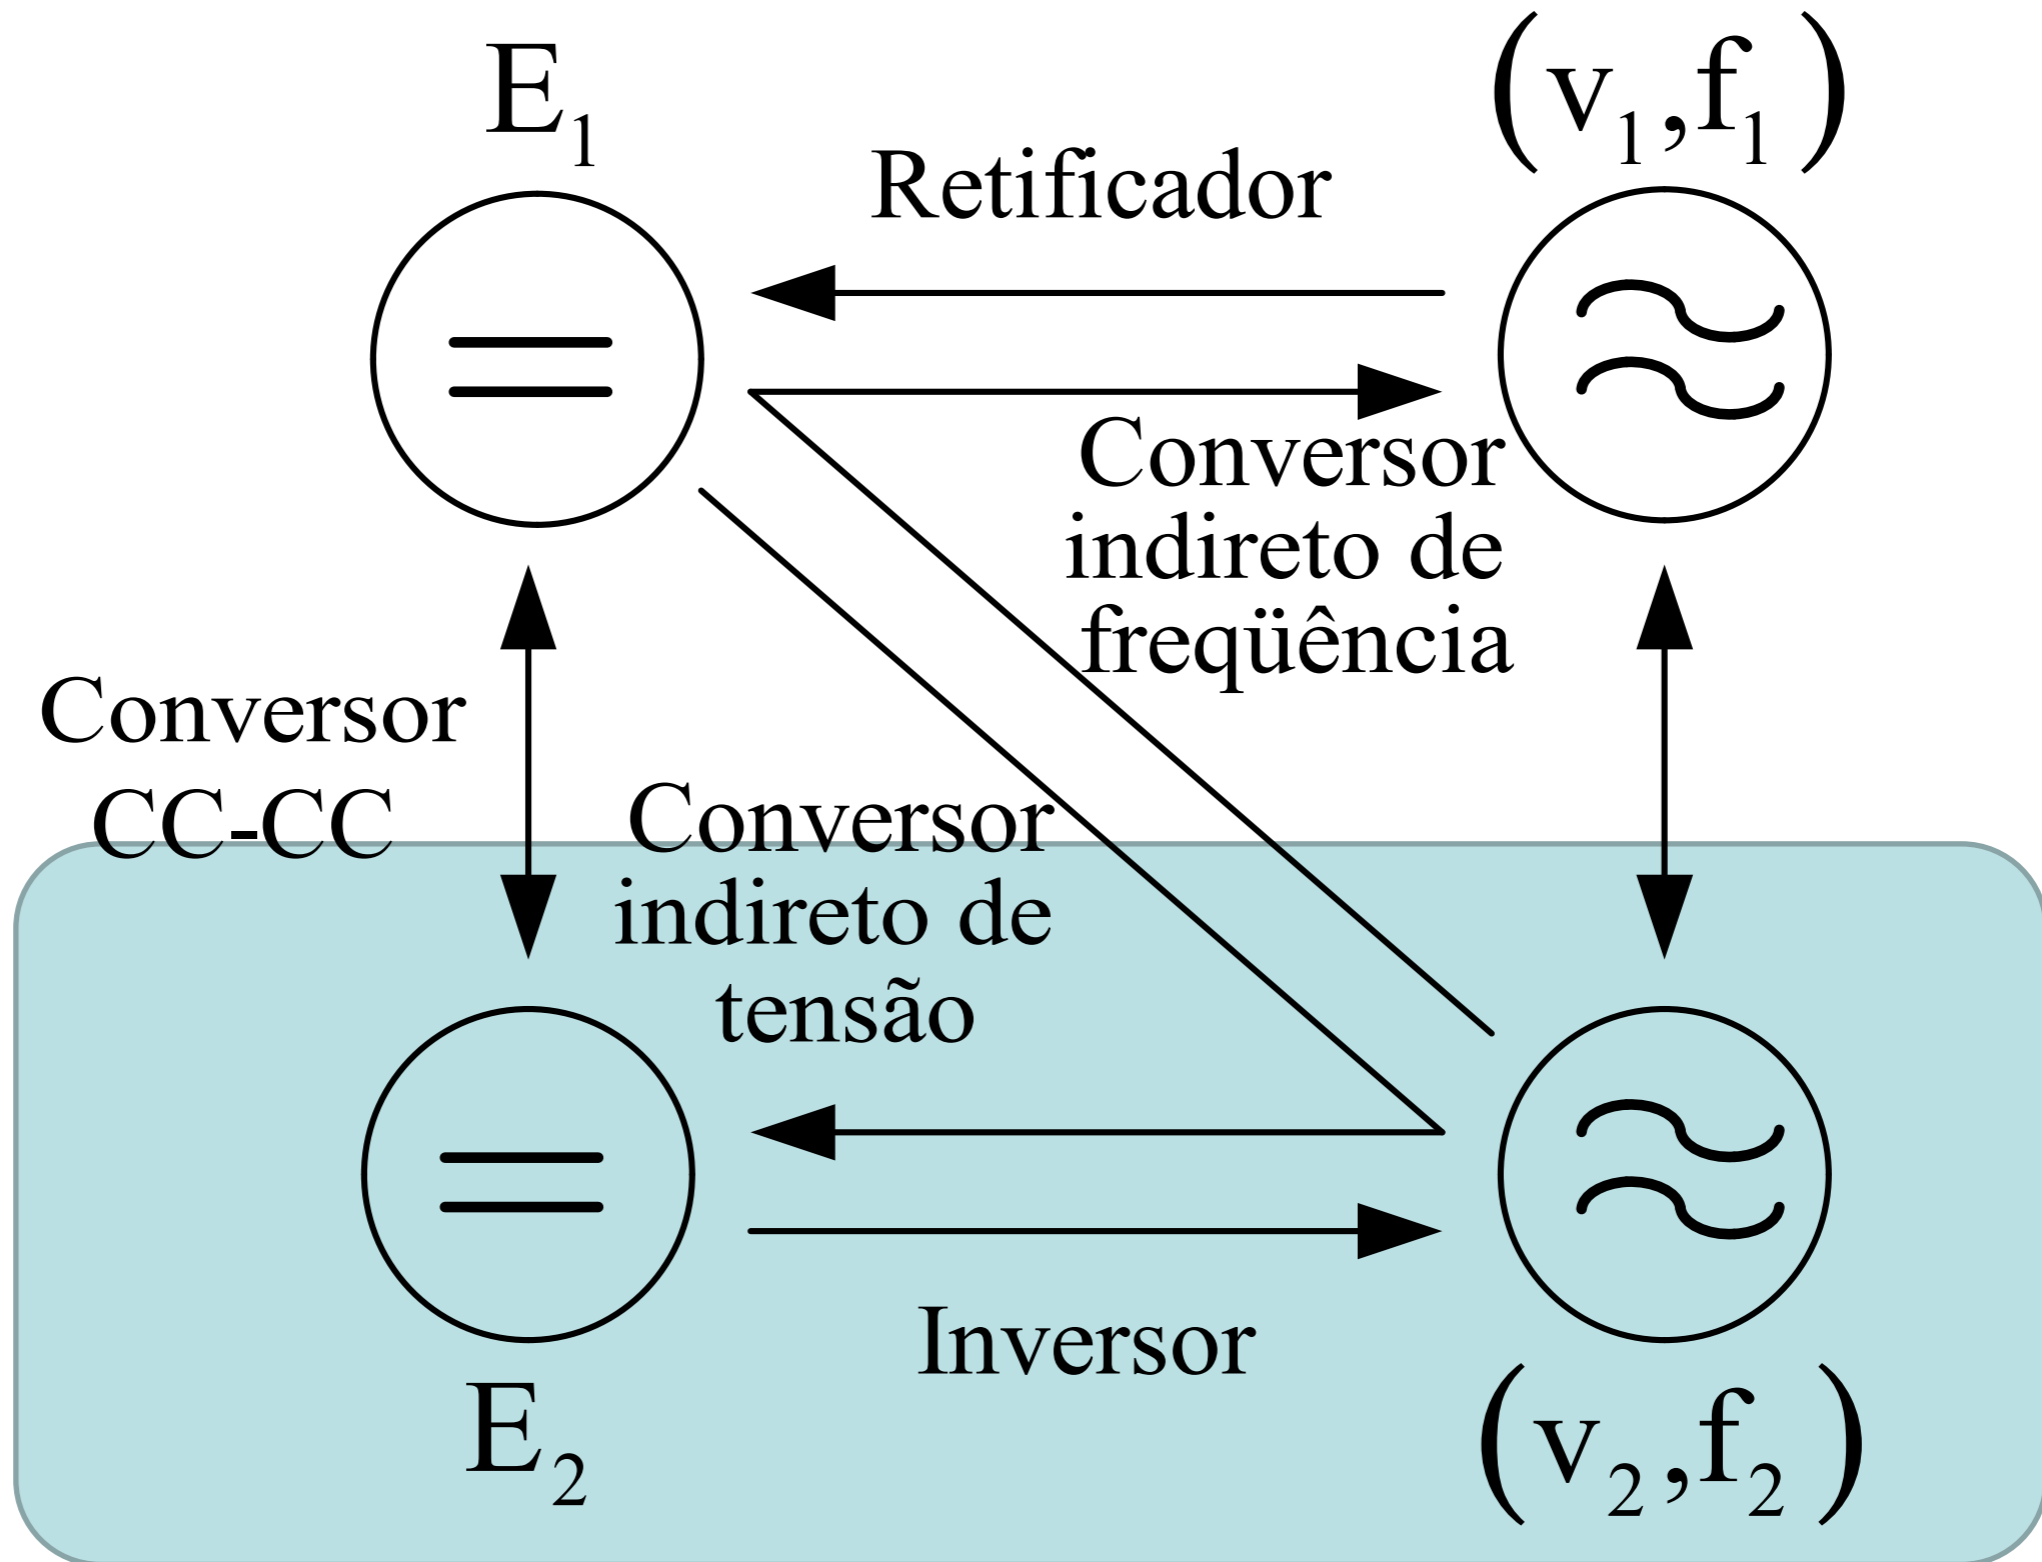 E₁
(v₁,f₁)
Retificador
Conversor
indireto de
freqüência
Conversor
CC-CC
Conversor
indireto de
tensão
Inversor
E₂
(v₂,f₂)